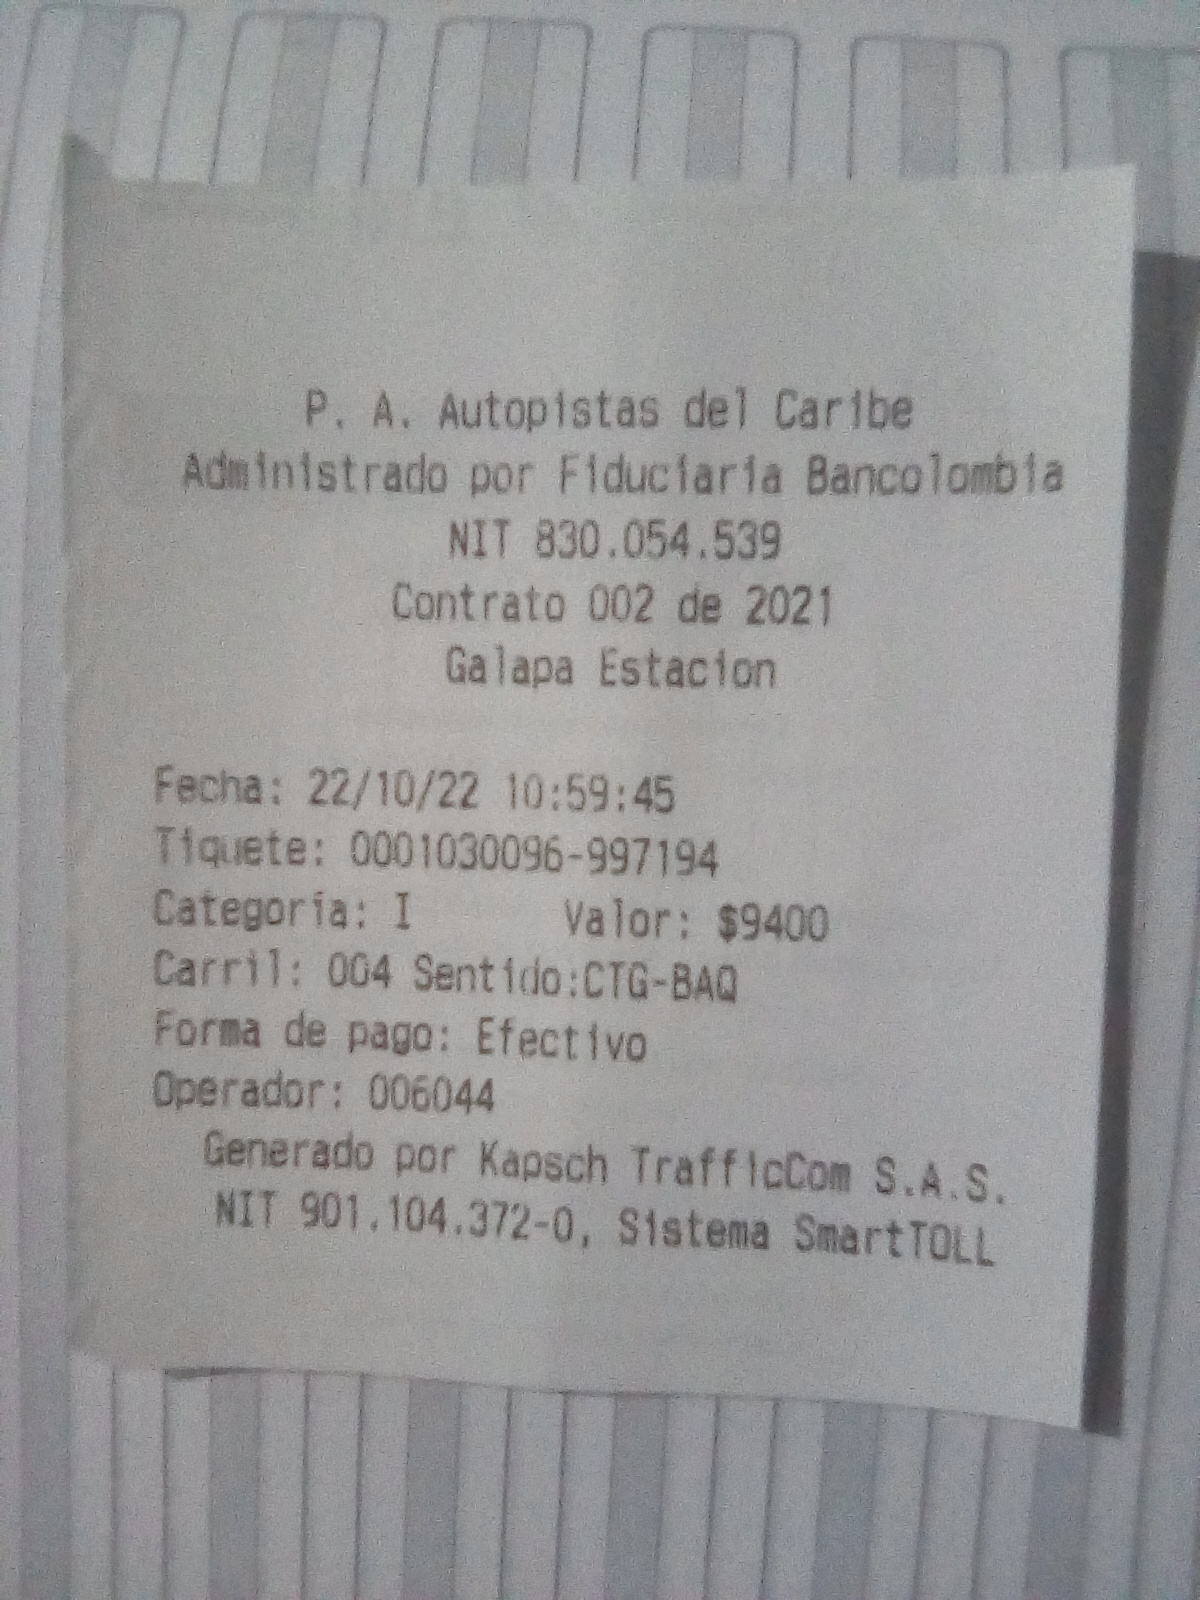 P. A. Autopistas del Caribe
Administrado por Fiduciaria Bancolombia
NIT 830.054.539
Contrato 002 de 2021
Galapa Estacion
Fecha: 22/10/22 10:59:45
Tiquete: 0001030096-997194
Categoria: I Valor: $9400
Carril: 004 Sentido:CTG-BAQ
Forma de pago: Efectivo
Operador: 006044
Generado por Kapsch TrafficCom S.A.S.
NIT 901.104.372-0, Sistema SmartTOLL